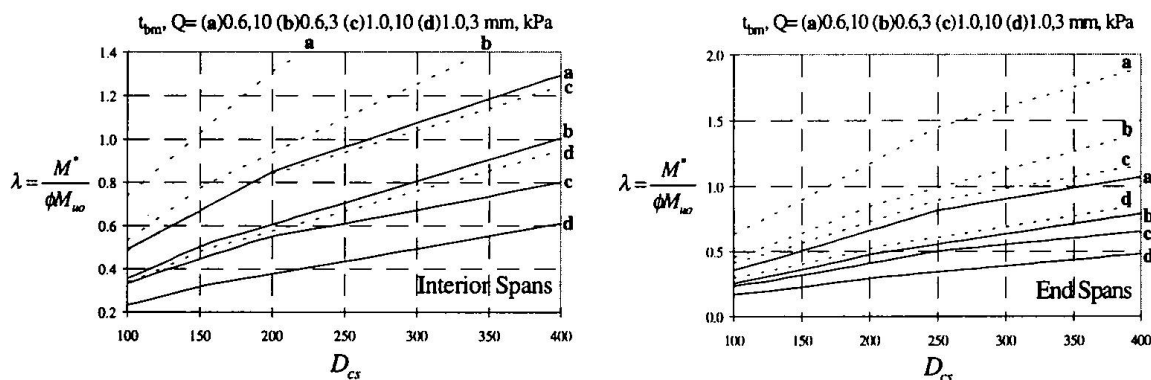 t_bm, Q= (a)0.6,10 (b)0.6,3 (c)1.0,10 (d)1.0,3 mm, kPa
a b
1.4
1.2
1.0
0.8
0.6
0.4
0.2
λ = M* / φM_uo
a
c
b
d
c
d
Interior Spans
100 150 200 250 300 350 400
D_cs
t_bm, Q= (a)0.6,10 (b)0.6,3 (c)1.0,10 (d)1.0,3 mm, kPa
2.0
1.5
1.0
0.5
0.0
λ = M* / φM_uo
a
b
c
a
d
b
c
d
End Spans
100 150 200 250 300 350 400
D_cs